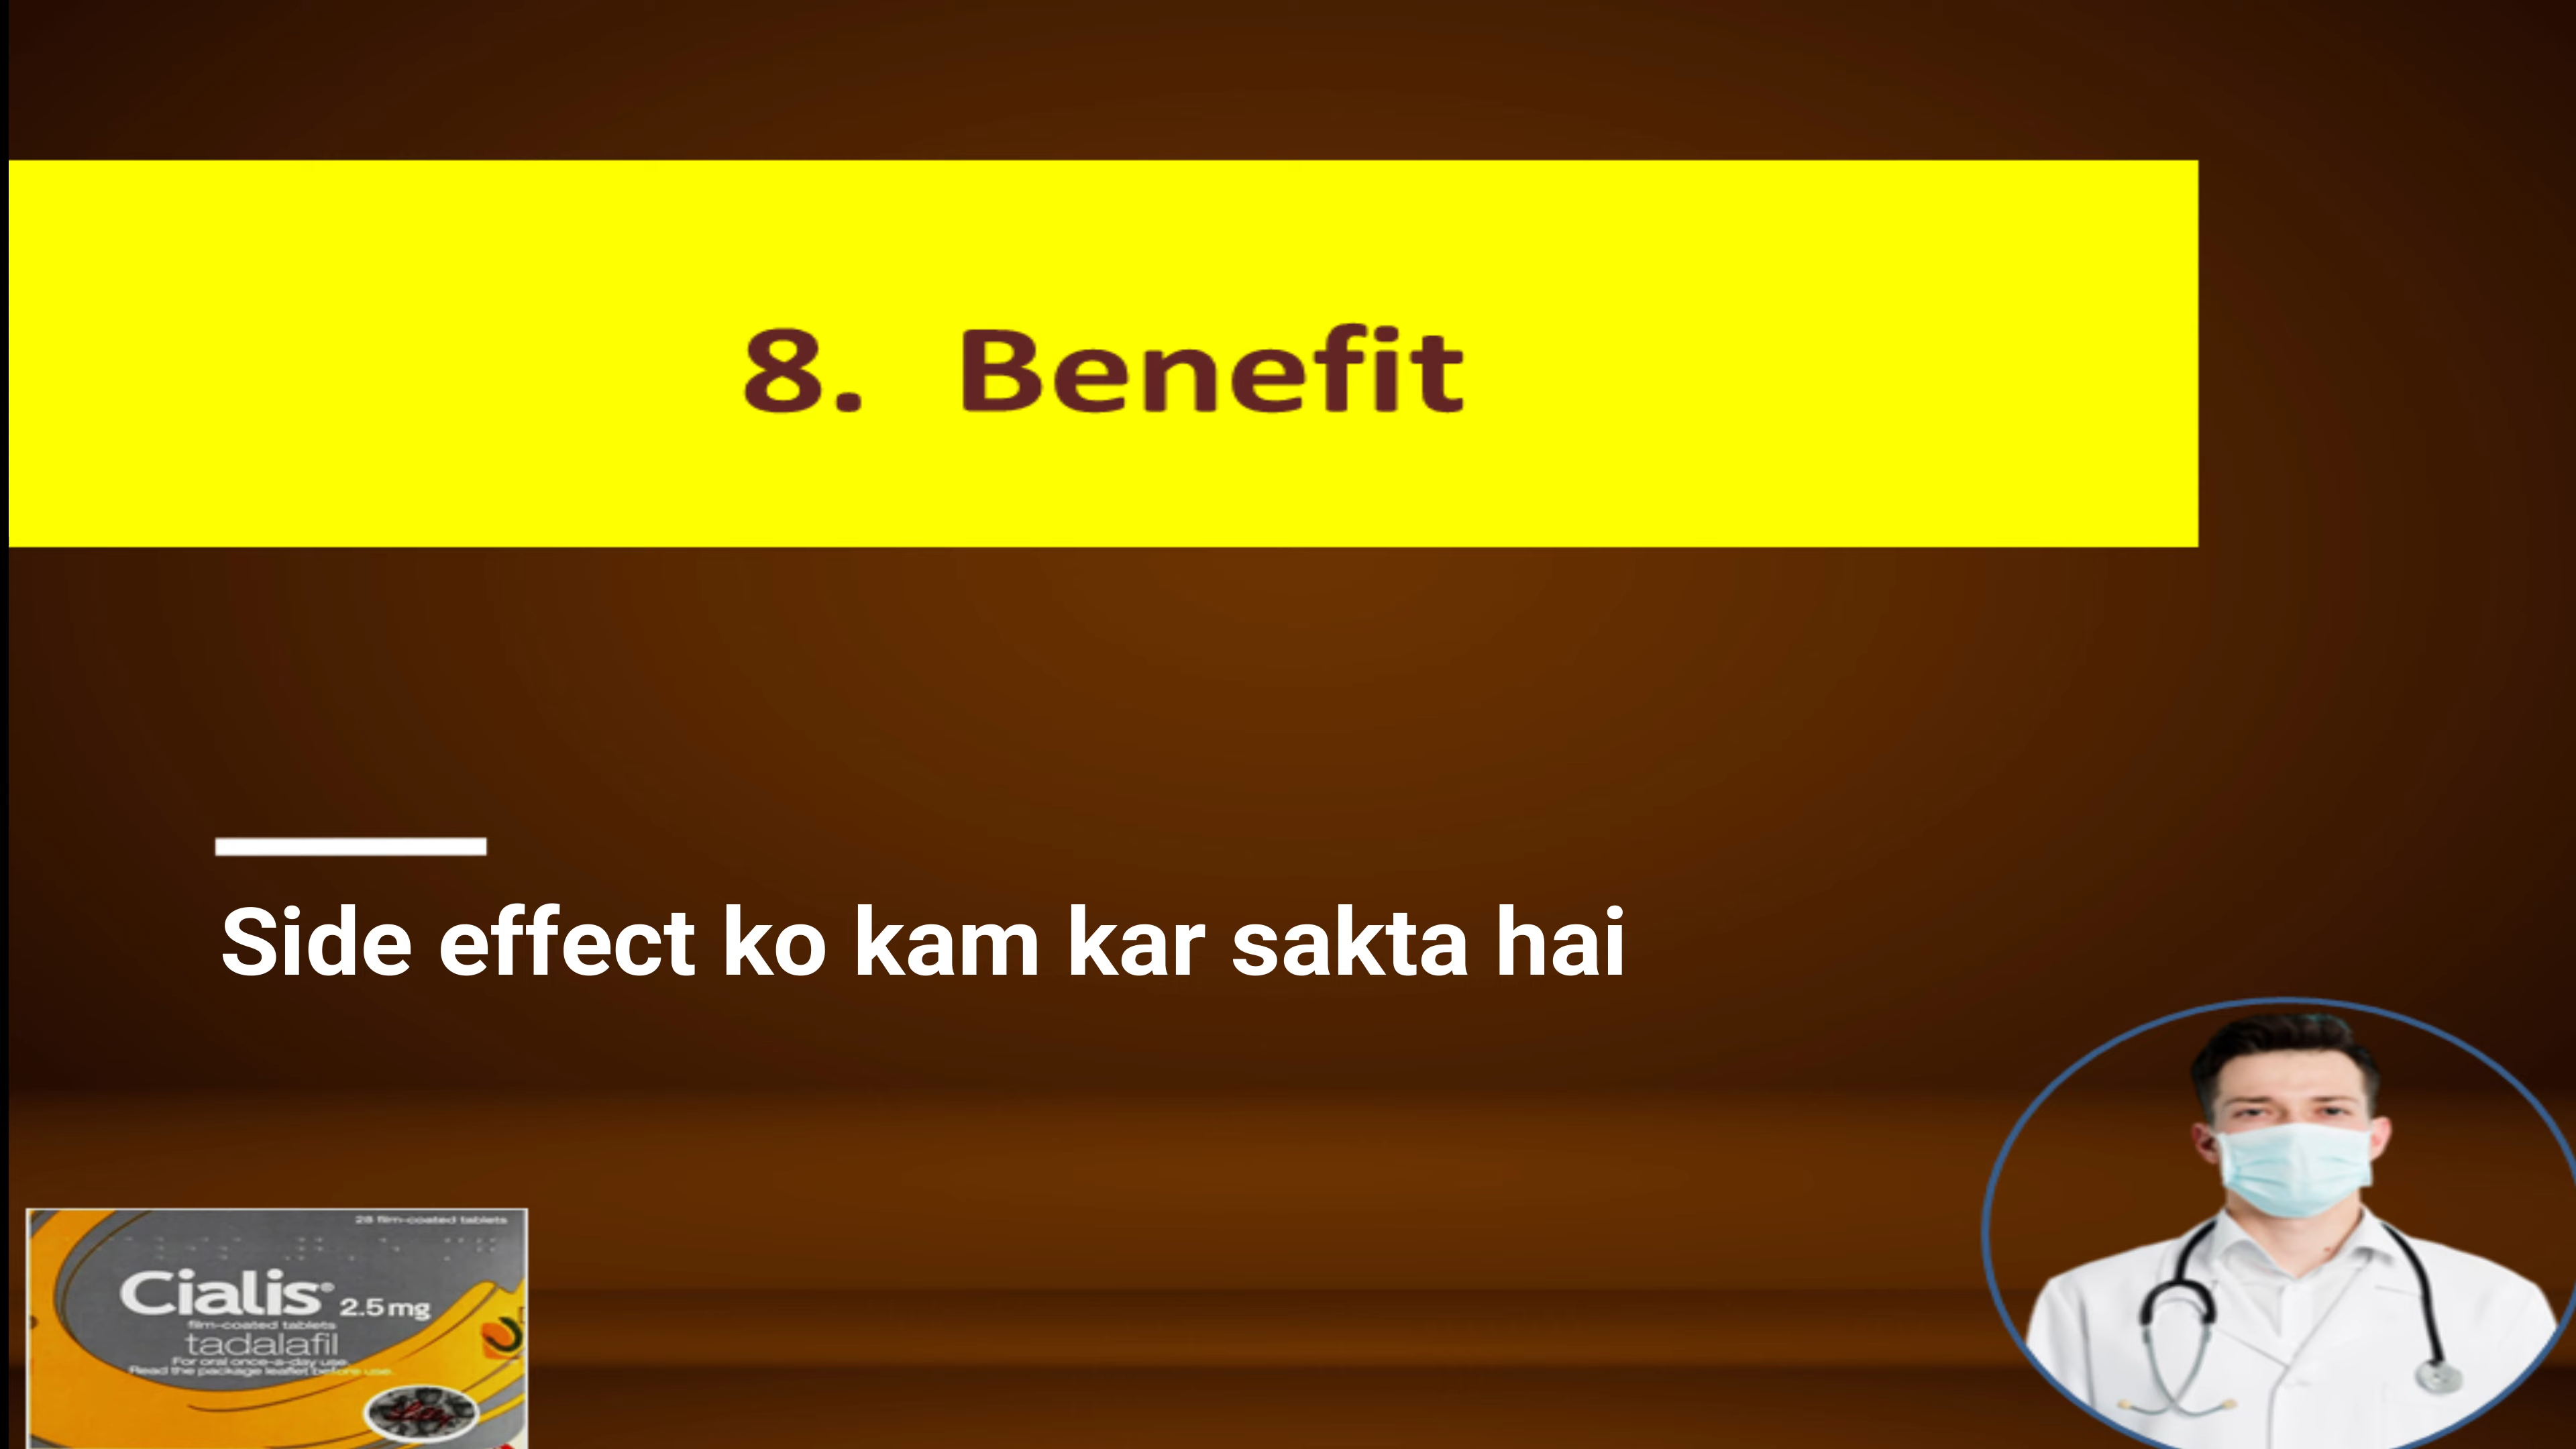 8. Benefit
Side effect ko kam kar sakta hai
28 film-coated tablets
Cialis® 2.5 mg
film-coated tablets
tadalafil
For oral once-a-day use.
Read the package leaflet before use.